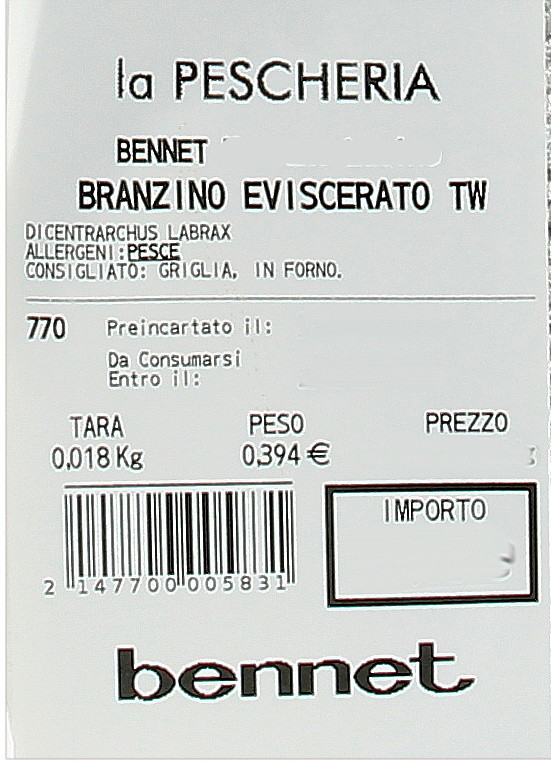 la PESCHERIA
BENNET
BRANZINO EVISCERATO TW
DICENTRARCHUS LABRAX
ALLERGENI:PESCE
CONSIGLIATO: GRIGLIA, IN FORNO.
770 Preincartato il:
Da Consumarsi
Entro il:
TARA PESO PREZZO
0,018 Kg 0,394 €
IMPORTO
2 147700 005831
bennet